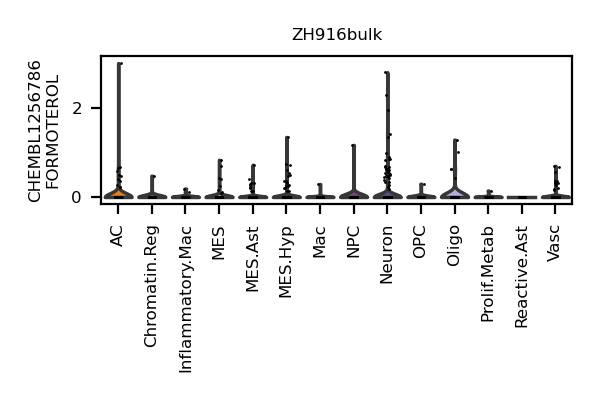 ZH916bulk
CHEMBL1256786
FORMOTEROL
2
0
AC
Chromatin.Reg
Inflammatory.Mac
MES
MES.Ast
MES.Hyp
Mac
NPC
Neuron
OPC
Oligo
Prolif.Metab
Reactive.Ast
Vasc